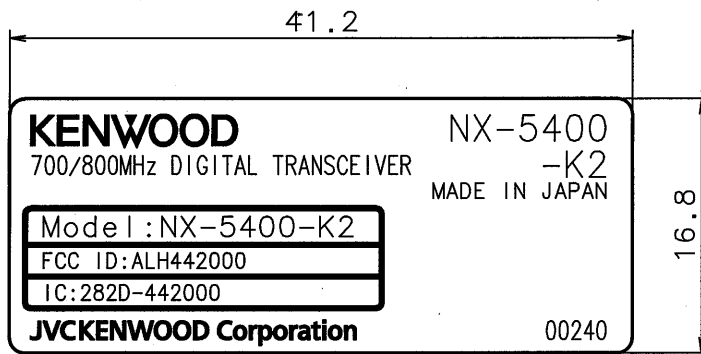 41.2
KENWOOD
NX-5400
-K2
700/800MHz DIGITAL TRANSCEIVER
MADE IN JAPAN
Model:NX-5400-K2
FCC ID:ALH442000
IC:282D-442000
JVCKENWOOD Corporation
00240
16.8